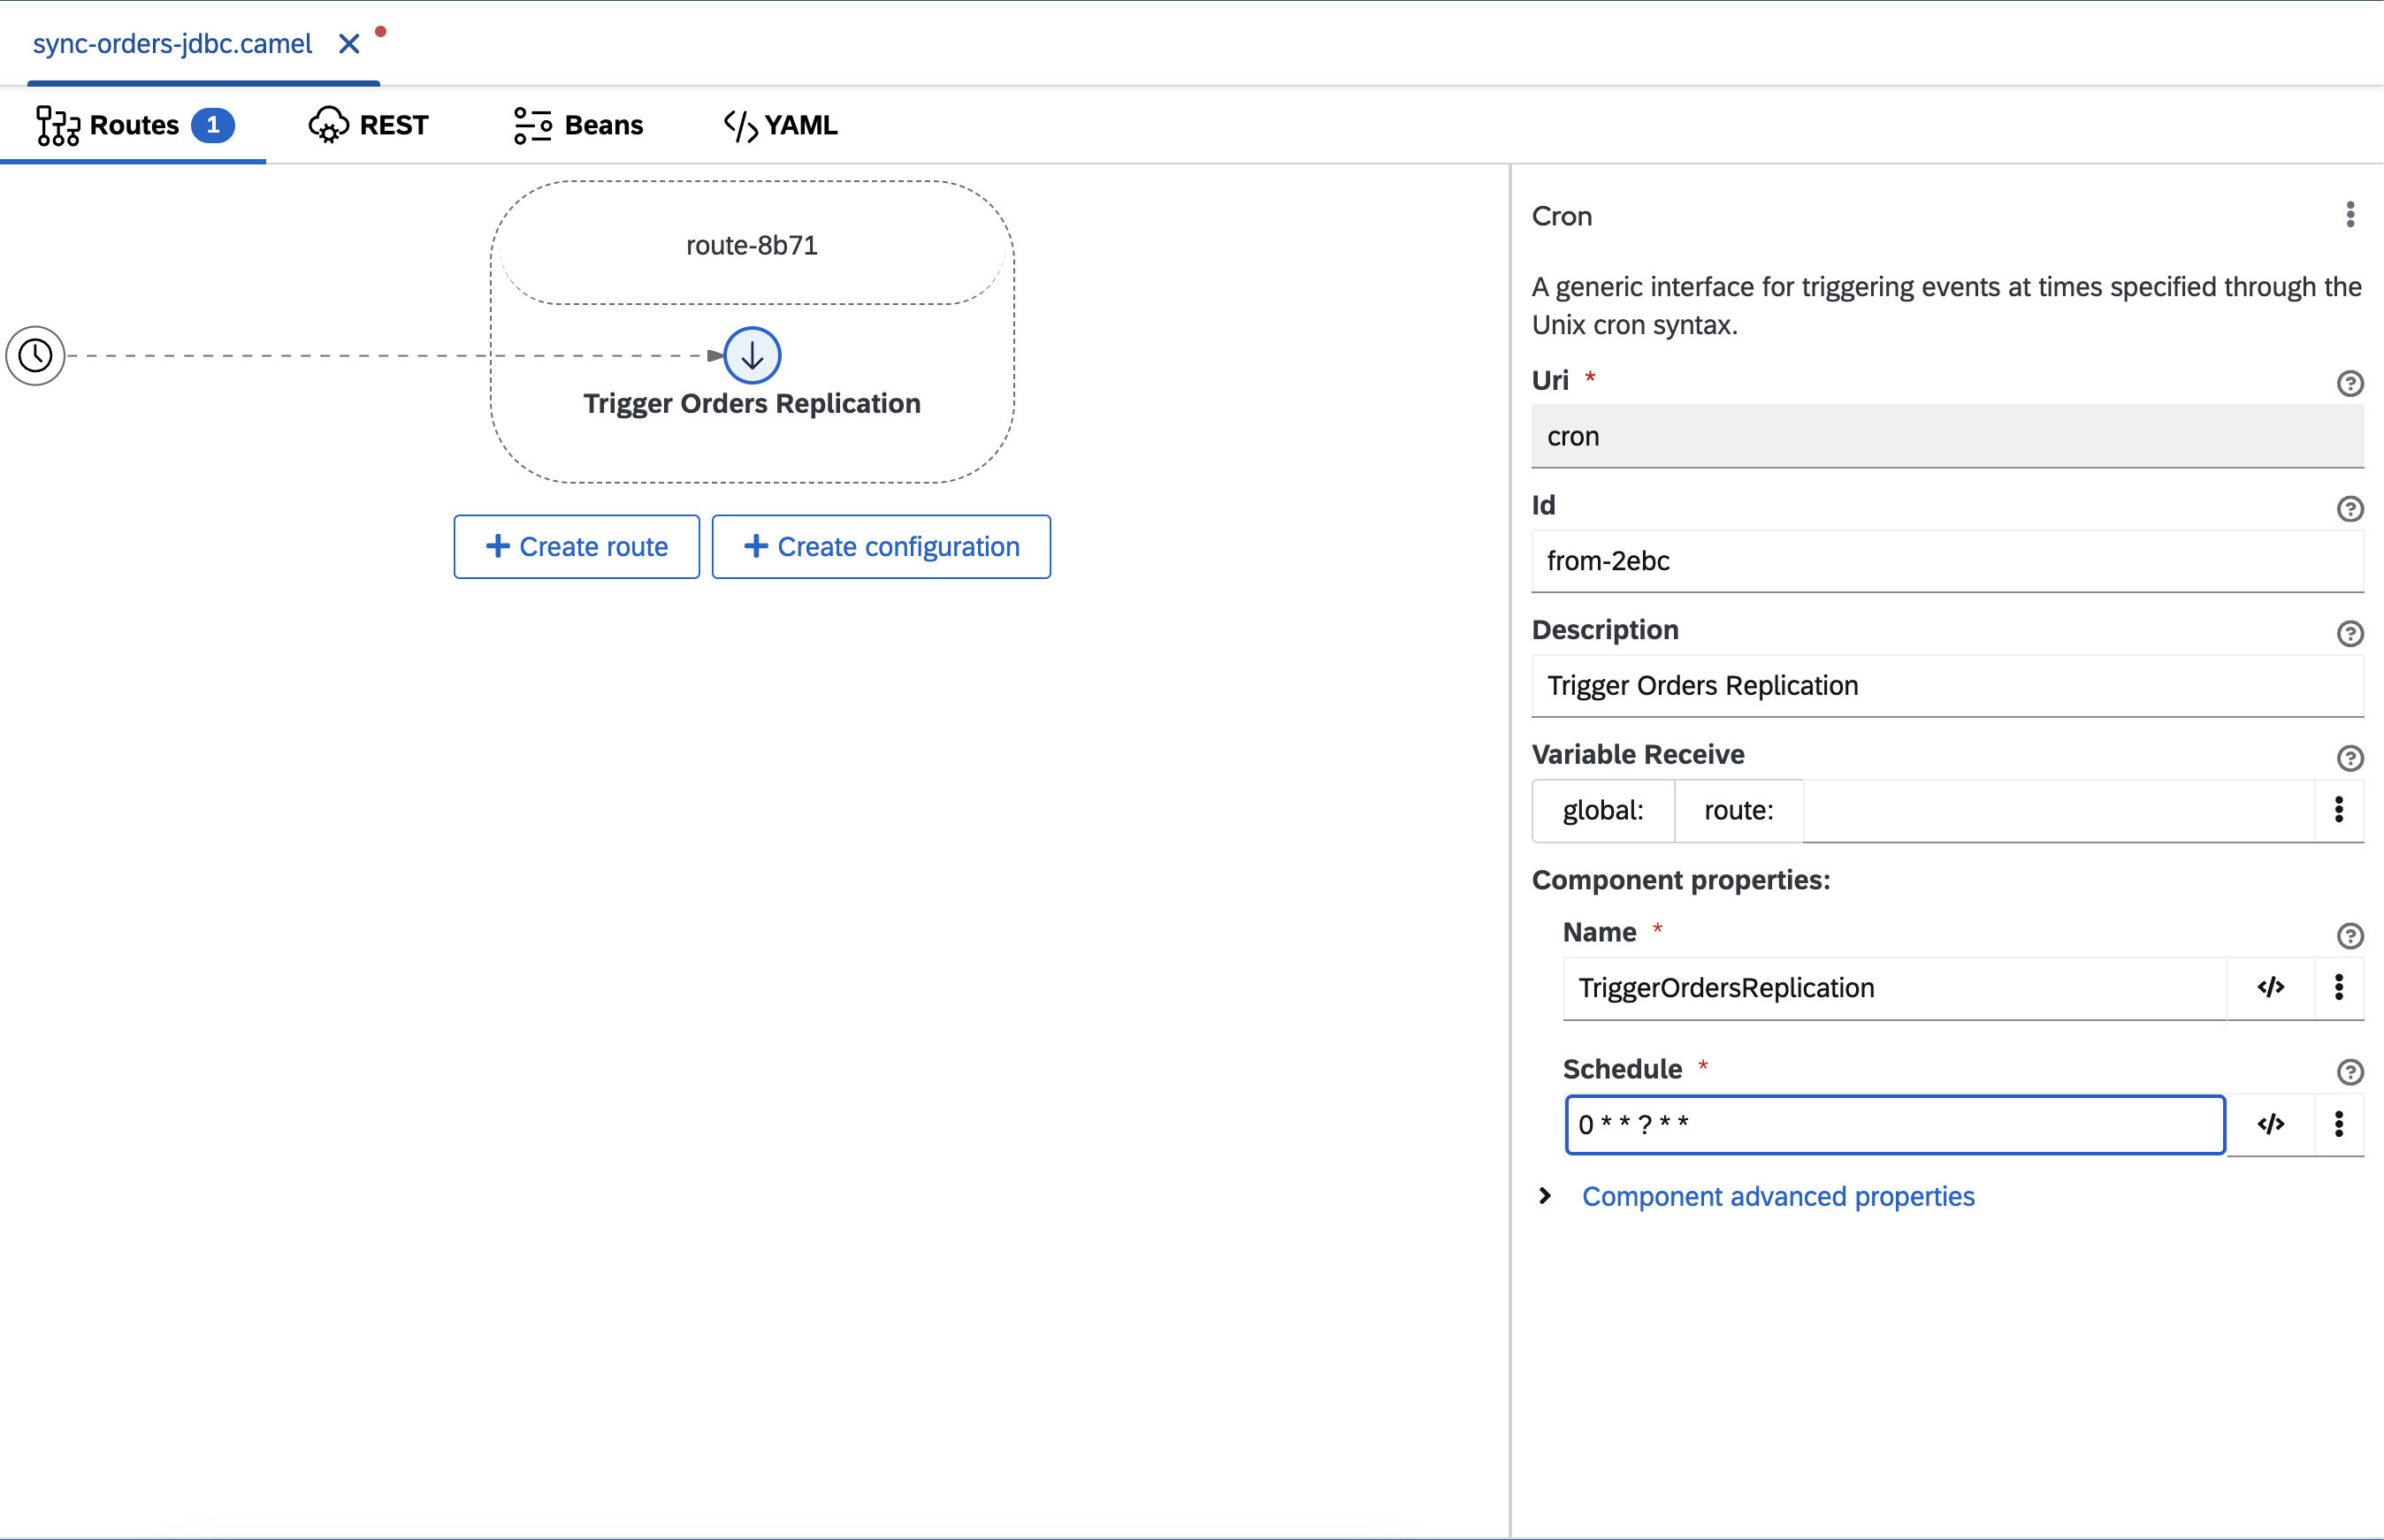 sync-orders-jdbc.camel
Routes 1 REST Beans YAML
route-8b71
Trigger Orders Replication
Create route Create configuration
Cron
A generic interface for triggering events at times specified through the
Unix cron syntax.
Uri *
cron
Id
from-2ebc
Description
Trigger Orders Replication
Variable Receive
global: route:
Component properties:
Name *
TriggerOrdersReplication
Schedule *
0 * * ? * *
Component advanced properties